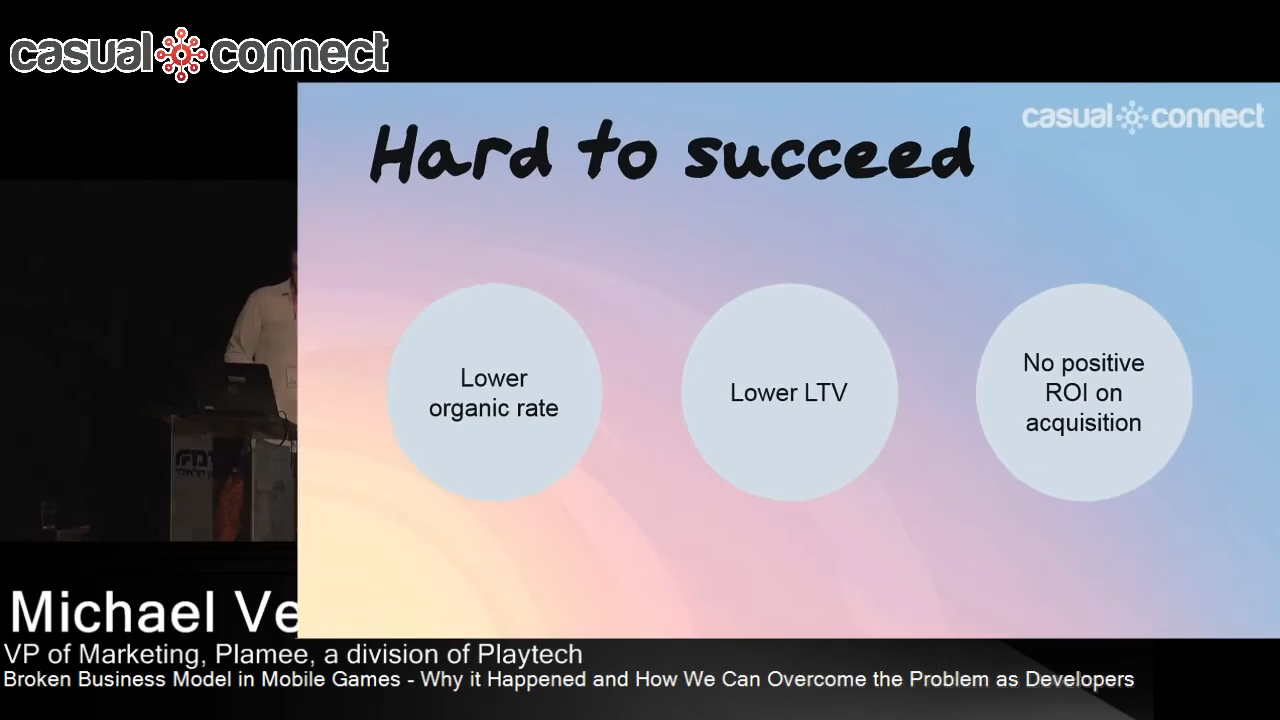 casual connect
casual connect
Hard to succeed
Lower
organic rate
Lower LTV
No positive
ROI on
acquisition
Michael Ve
VP of Marketing, Plamee, a division of Playtech
Broken Business Model in Mobile Games - Why it Happened and How We Can Overcome the Problem as Developers